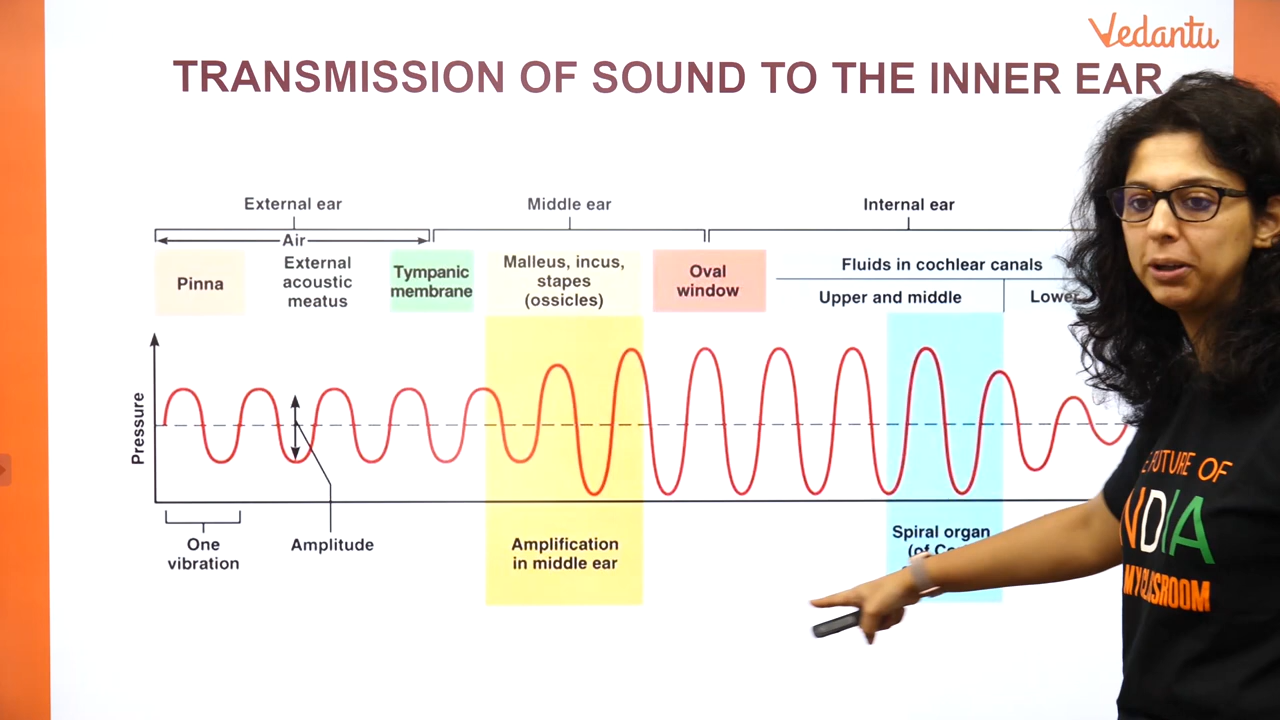 Vedantu
TRANSMISSION OF SOUND TO THE INNER EAR
External ear
Middle ear
Internal ear
Air
Pinna
External
acoustic
meatus
Tympanic
membrane
Malleus, incus,
stapes
(ossicles)
Oval
window
Fluids in cochlear canals
Upper and middle
Lower
Pressure
One
vibration
Amplitude
Amplification
in middle ear
Spiral organ
(of
FUTURE OF
INDIA
MY CLASSROOM